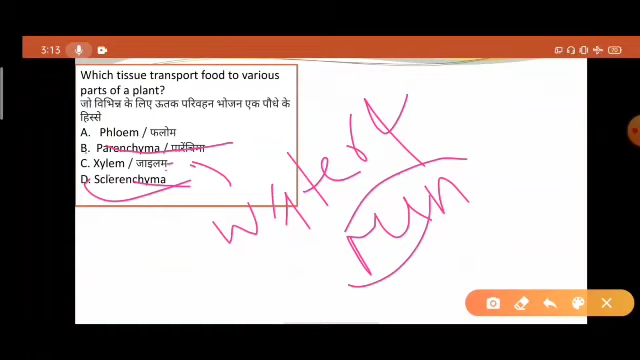 3:13
70
Which tissue transport food to various
parts of a plant?
जो विभिन्न के लिए ऊतक परिवहन भोजन एक पौधे के
हिस्से
A. Phloem / फलोम
B. Parenchyma / पारेंचिमा
C. Xylem / जाइलम
D. Sclerenchyma
water